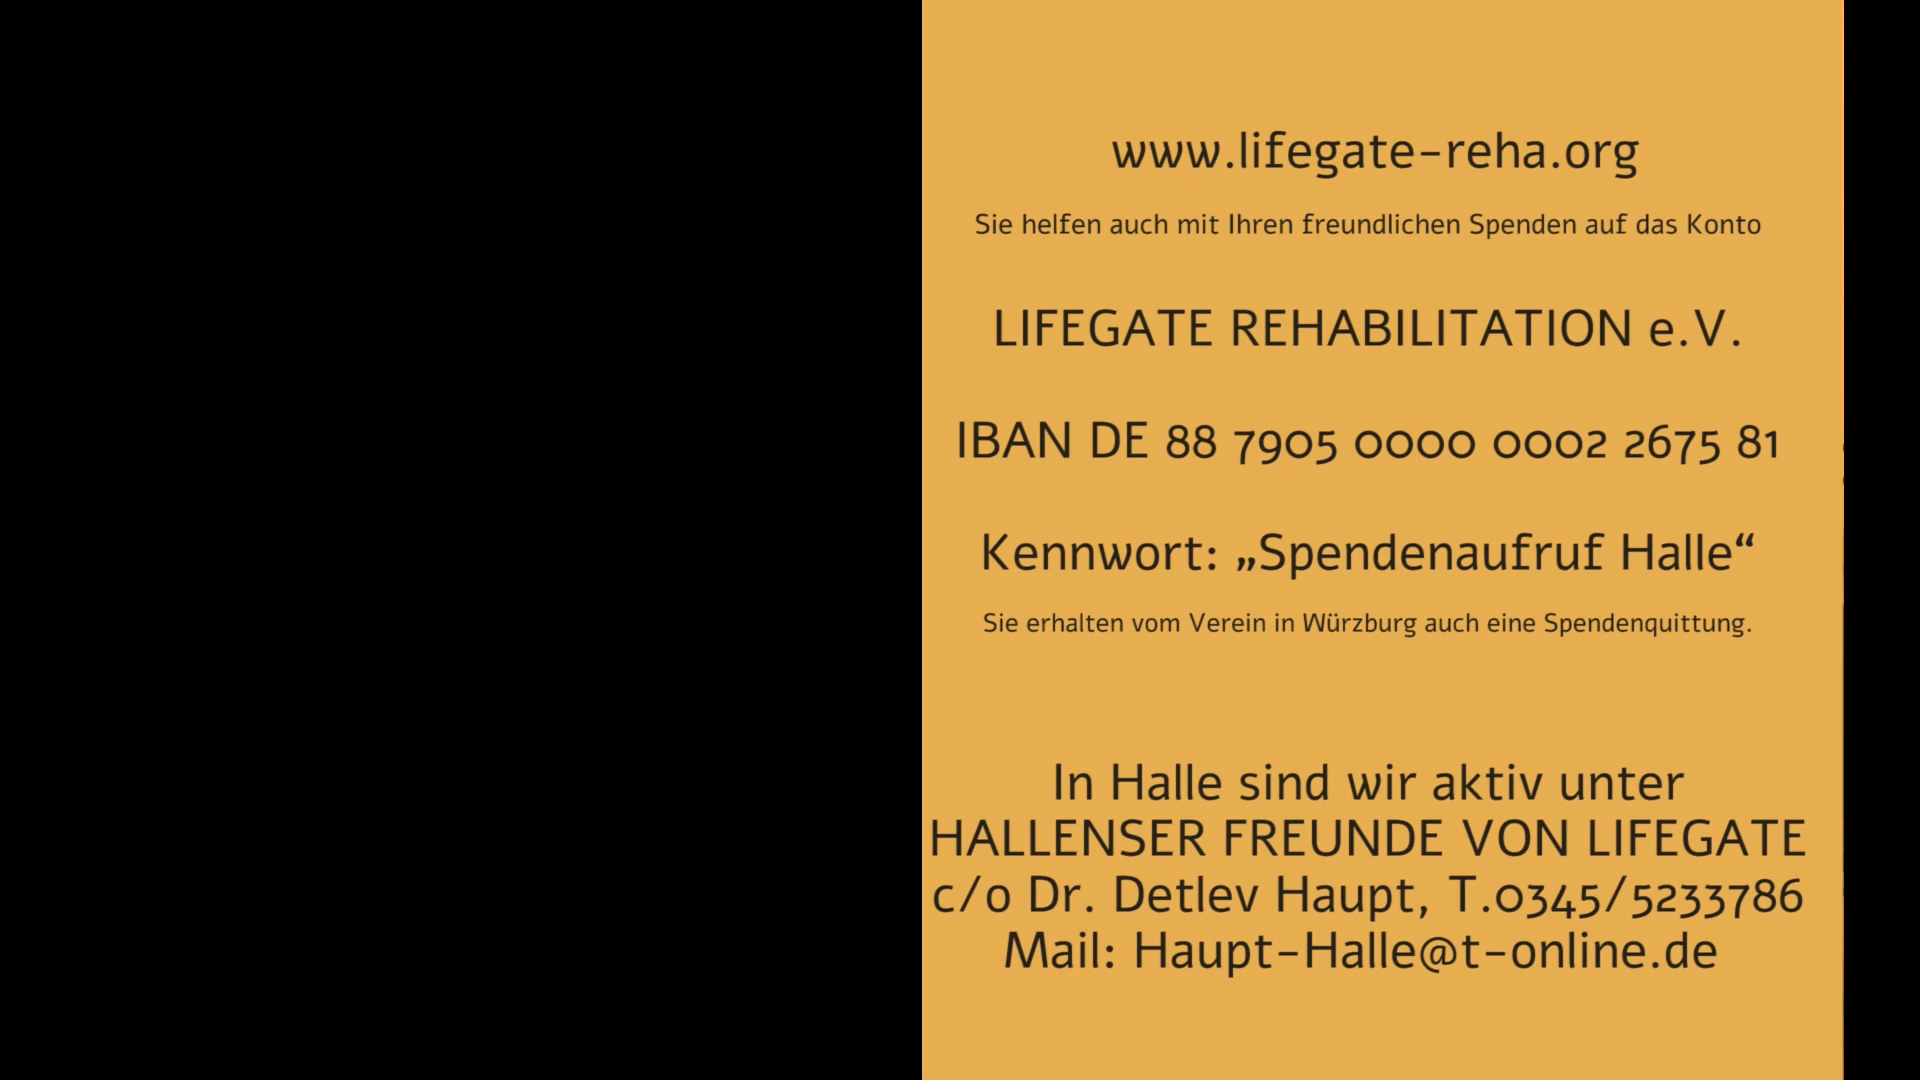 www.lifegate-reha.org
Sie helfen auch mit Ihren freundlichen Spenden auf das Konto
LIFEGATE REHABILITATION e.V.
IBAN DE 88 7905 0000 0002 2675 81
Kennwort: „Spendenaufruf Halle“
Sie erhalten vom Verein in Würzburg auch eine Spendenquittung.
In Halle sind wir aktiv unter
HALLENSER FREUNDE VON LIFEGATE
c/o Dr. Detlev Haupt, T.0345/5233786
Mail: Haupt-Halle@t-online.de